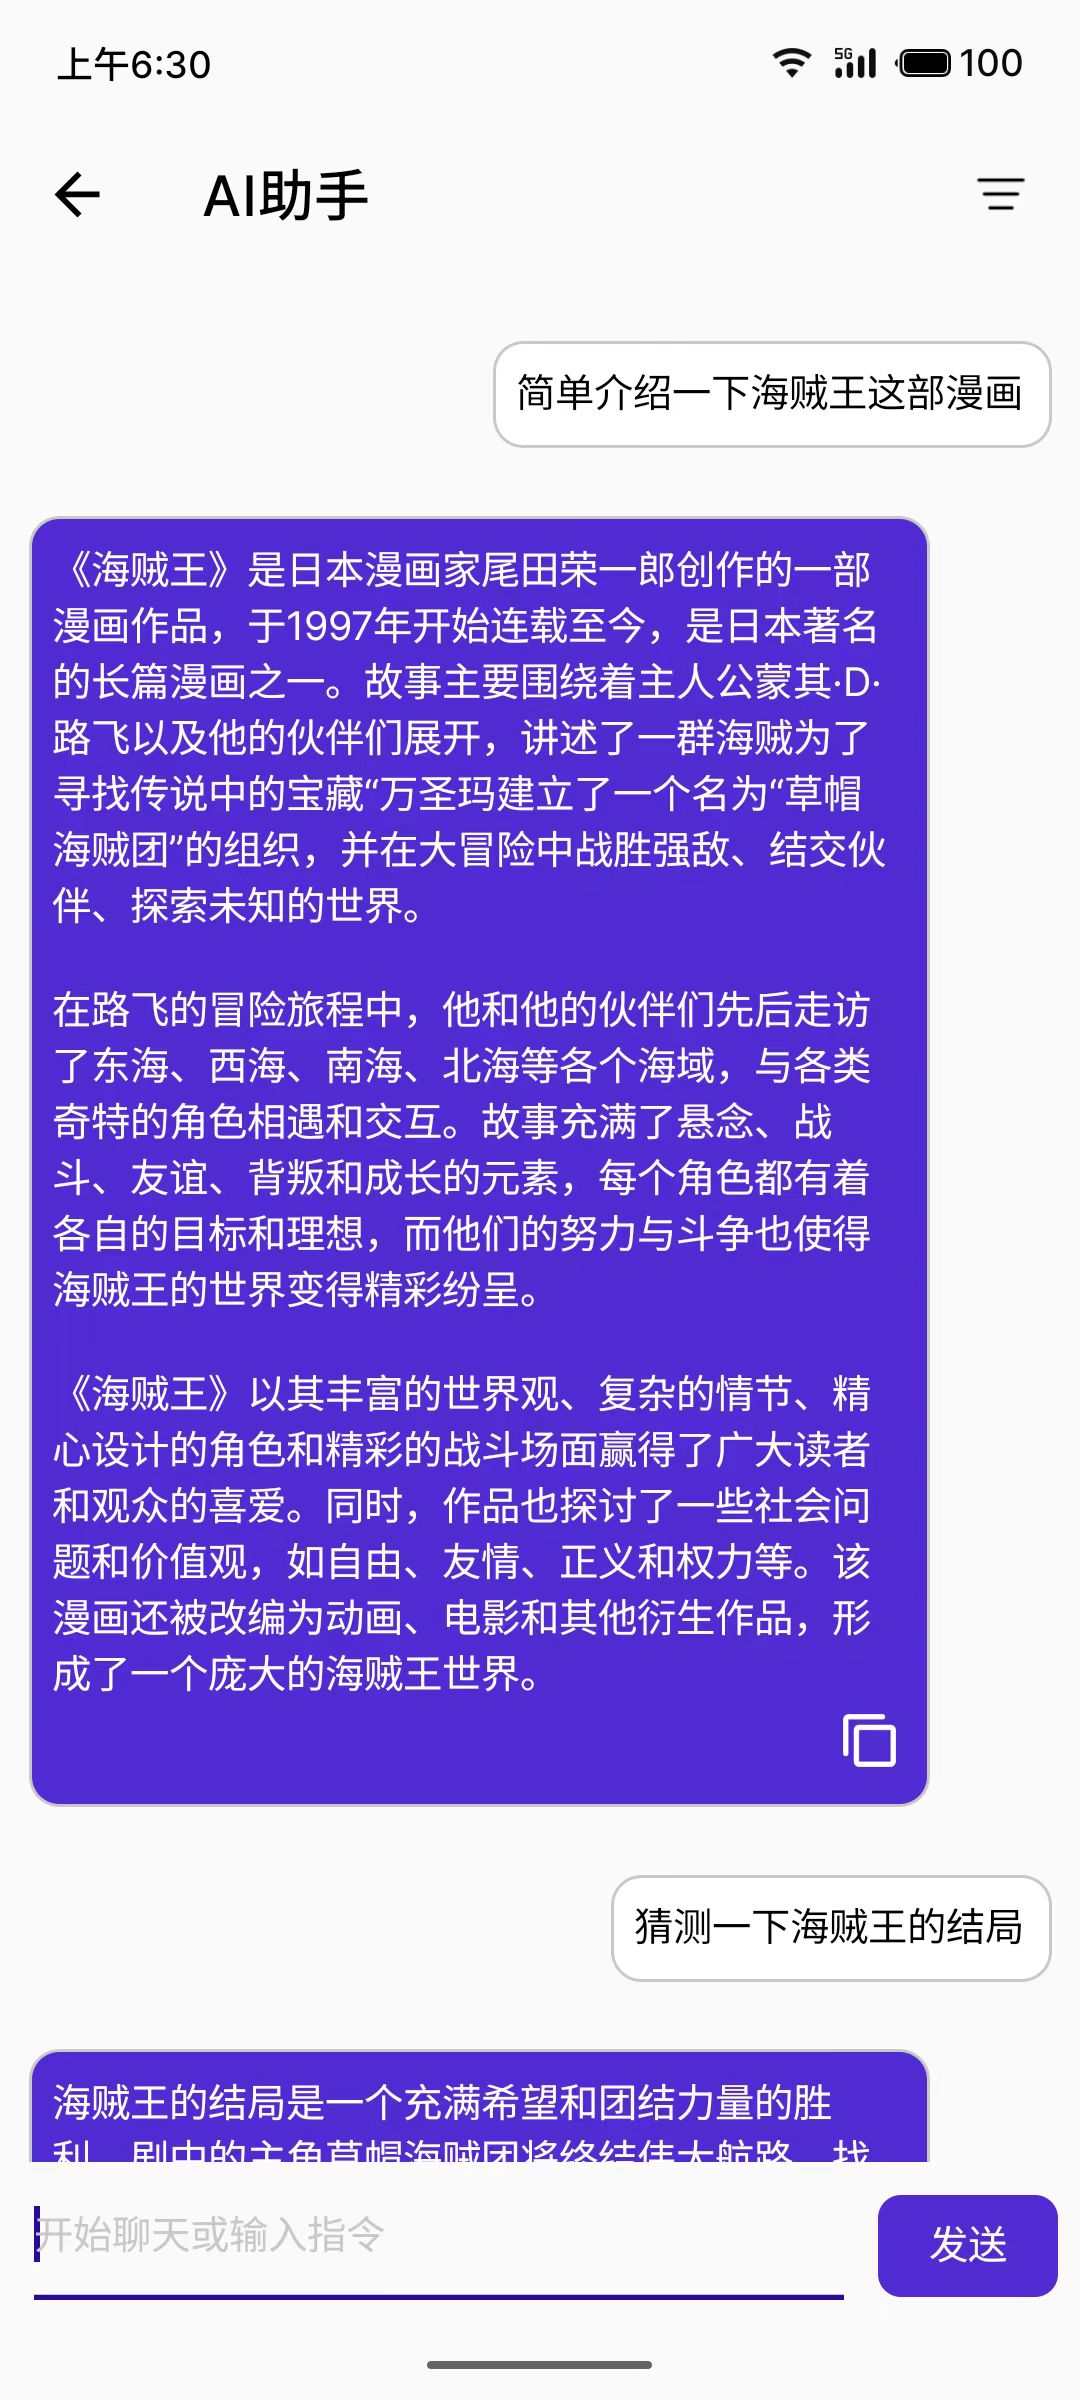 上午6:30
5G
100
AI助手
简单介绍一下海贼王这部漫画
《海贼王》是日本漫画家尾田荣一郎创作的一部
漫画作品，于1997年开始连载至今，是日本著名
的长篇漫画之一。故事主要围绕着主人公蒙其·D·
路飞以及他的伙伴们展开，讲述了一群海贼为了
寻找传说中的宝藏“万圣玛建立了一个名为“草帽
海贼团”的组织，并在大冒险中战胜强敌、结交伙
伴、探索未知的世界。
在路飞的冒险旅程中，他和他的伙伴们先后走访
了东海、西海、南海、北海等各个海域，与各类
奇特的角色相遇和交互。故事充满了悬念、战
斗、友谊、背叛和成长的元素，每个角色都有着
各自的目标和理想，而他们的努力与斗争也使得
海贼王的世界变得精彩纷呈。
《海贼王》以其丰富的世界观、复杂的情节、精
心设计的角色和精彩的战斗场面赢得了广大读者
和观众的喜爱。同时，作品也探讨了一些社会问
题和价值观，如自由、友情、正义和权力等。该
漫画还被改编为动画、电影和其他衍生作品，形
成了一个庞大的海贼王世界。
猜测一下海贼王的结局
海贼王的结局是一个充满希望和团结力量的胜
利。剧中的主角草帽海贼团将终结伟大航路，找
开始聊天或输入指令
发送